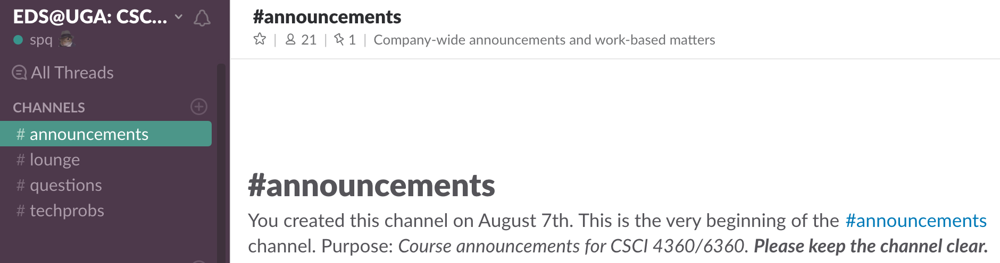 EDS@UGA: CSC...
spq
All Threads
CHANNELS
# announcements
# lounge
# questions
# techprobs
#announcements
21 | 1 | Company-wide announcements and work-based matters
#announcements
You created this channel on August 7th. This is the very beginning of the #announcements
channel. Purpose: Course announcements for CSCI 4360/6360. Please keep the channel clear.